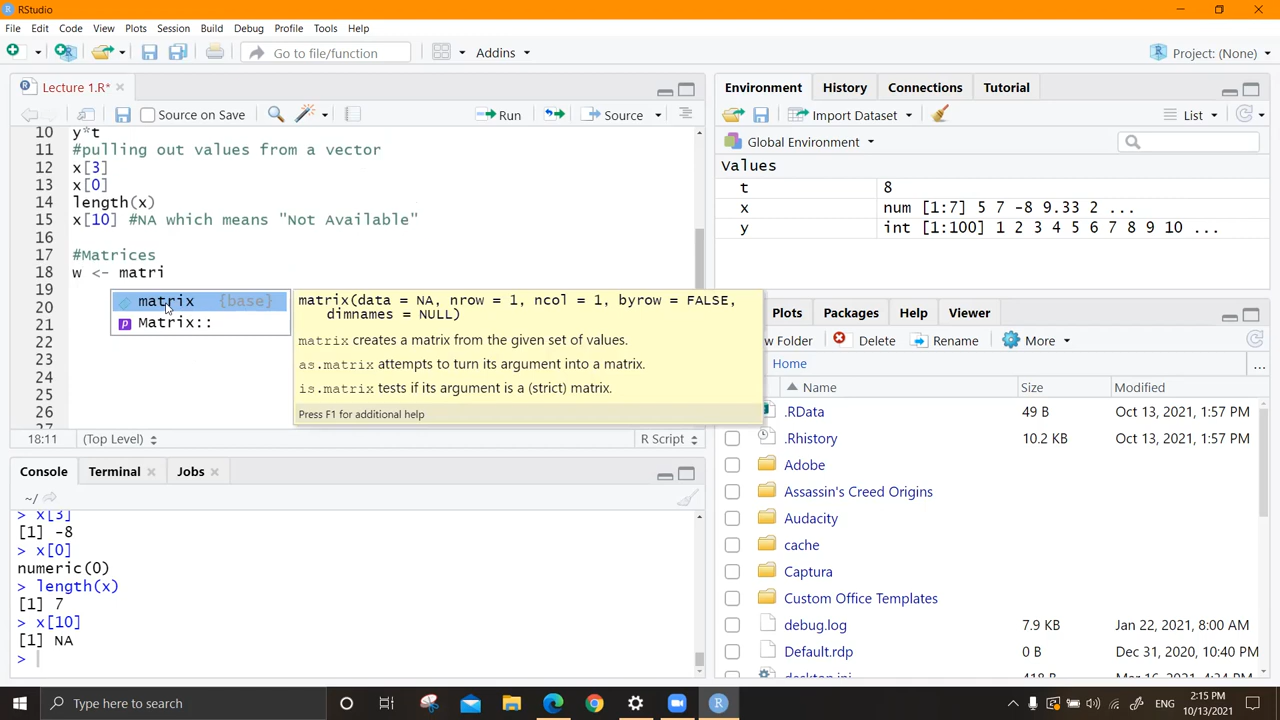 RStudio
File Edit Code View Plots Session Build Debug Profile Tools Help
Go to file/function Addins Project: (None)
Lecture 1.R*
Source on Save Run Source
10 y*t
11 #pulling out values from a vector
12 x[3]
13 x[0]
14 length(x)
15 x[10] #NA which means "Not Available"
16
17 #Matrices
18 w <- matri
19
20
21
22
23
24
25
26
27
matrix {base}
Matrix::
matrix(data = NA, nrow = 1, ncol = 1, byrow = FALSE,
dimnames = NULL)
matrix creates a matrix from the given set of values.
as.matrix attempts to turn its argument into a matrix.
is.matrix tests if its argument is a (strict) matrix.
Press F1 for additional help
18:11 (Top Level) R Script
Console Terminal Jobs
~/
> x[3]
[1] -8
> x[0]
numeric(0)
> length(x)
[1] 7
> x[10]
[1] NA
>
Environment History Connections Tutorial
Import Dataset List
Global Environment
Values
t 8
x num [1:7] 5 7 -8 9.33 2 ...
y int [1:100] 1 2 3 4 5 6 7 8 9 10 ...
Plots Packages Help Viewer
w Folder Delete Rename More
Home ...
Name Size Modified
.RData 49 B Oct 13, 2021, 1:57 PM
.Rhistory 10.2 KB Oct 13, 2021, 1:57 PM
Adobe
Assassin's Creed Origins
Audacity
cache
Captura
Custom Office Templates
debug.log 7.9 KB Jan 22, 2021, 8:00 AM
Default.rdp 0 B Dec 31, 2020, 10:40 PM
desktop.ini 418 B
Type here to search
ENG 2:15 PM
10/13/2021